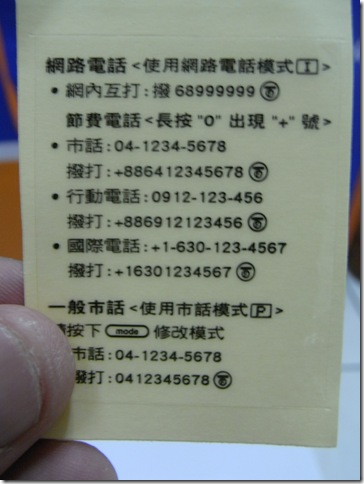 網路電話 <使用網路電話模式 I >
• 網內互打 : 撥 68999999
節費電話 <長按 "0" 出現 "+" 號>
• 市話 : 04-1234-5678
撥打 : +886412345678
• 行動電話 : 0912-123-456
撥打 : +886912123456
• 國際電話 : +1-630-123-4567
撥打 : +16301234567
一般市話 <使用市話模式 P >
按下 mode 修改模式
市話 : 04-1234-5678
撥打 : 0412345678